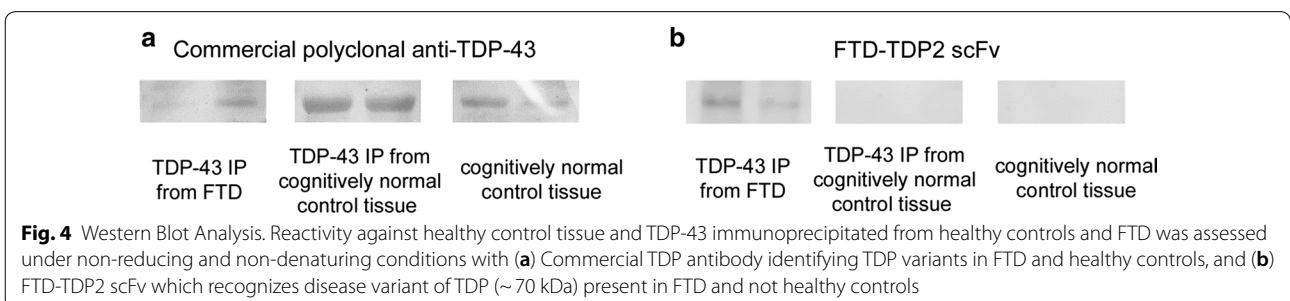 a Commercial polyclonal anti-TDP-43
TDP-43 IP
from FTD
TDP-43 IP from
cognitively normal
control tissue
cognitively normal
control tissue
b FTD-TDP2 scFv
TDP-43 IP
from FTD
TDP-43 IP from
cognitively normal
control tissue
cognitively normal
control tissue
Fig. 4 Western Blot Analysis. Reactivity against healthy control tissue and TDP-43 immunoprecipitated from healthy controls and FTD was assessed
under non-reducing and non-denaturing conditions with (a) Commercial TDP antibody identifying TDP variants in FTD and healthy controls, and (b)
FTD-TDP2 scFv which recognizes disease variant of TDP (~ 70 kDa) present in FTD and not healthy controls